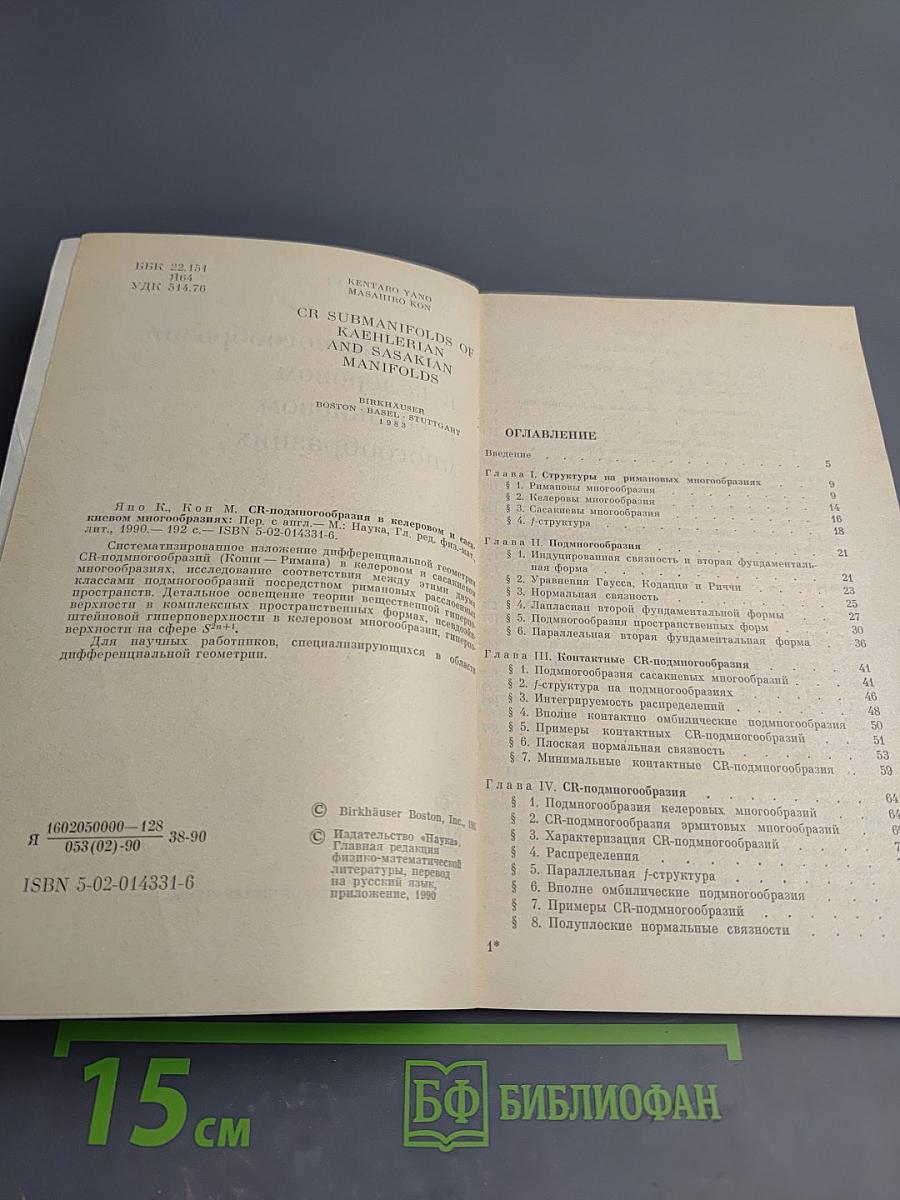 ББК 22.151
Я64
УДК 514.76
KENTARO YANO
MASAHIRO KON
CR SUBMANIFOLDS OF
KAEHLERIAN
AND SASAKIAN
MANIFOLDS
BIRKHÄUSER
BOSTON · BASEL · STUTTGART
1983
Яно К., Кон М. CR-подмногообразия в келеровом и саса-
киевом многообразиях: Пер. с англ.— М.: Наука, Гл. ред. физ.-мат.
лит., 1990.— 192 с.— ISBN 5-02-014331-6.
Систематизированное изложение дифференциальной геометрии
CR-подмногообразий (Коши — Римана) в келеровом и сасакиевом
многообразиях, исследование соответствия между этими двумя
классами подмногообразий посредством римановых расслоенных
пространств. Детальное освещение теории вещественной гиперпо-
верхности в комплексных пространственных формах, псевдоэйн-
штейновой гиперповерхности в келеровом многообразии, гиперпо-
верхности на сфере S²ⁿ⁺¹.
Для научных работников, специализирующихся в области
дифференциальной геометрии.
Я 1602050000—128
053(02)-90 38-90
ISBN 5-02-014331-6
© Birkhäuser Boston, Inc.,
© Издательство «Наука».
Главная редакция
физико-математической
литературы, перевод
на русский язык,
приложение, 1990
ОГЛАВЛЕНИЕ
Введение . . . . . . . . . . 5
Глава I. Структуры на римановых многообразиях . 9
§ 1. Римановы многообразия . . . . . 9
§ 2. Келеровы многообразия . . . . . 14
§ 3. Сасакиевы многообразия . . . . . 16
§ 4. f-структура . . . . . . . 18
Глава II. Подмногообразия . . . . . . 21
§ 1. Индуцированная связность и вторая фундаменталь-
ная форма . . . . . . . . 21
§ 2. Уравнения Гаусса, Кодацци и Риччи . . . 23
§ 3. Нормальная связность . . . . . 25
§ 4. Лапласиан второй фундаментальной формы . . 27
§ 5. Подмногообразия пространственных форм . . 30
§ 6. Параллельная вторая фундаментальная форма . 36
Глава III. Контактные CR-подмногообразия . . . 41
§ 1. Подмногообразия сасакиевых многообразий . . 41
§ 2. f-структура на подмногообразиях . . . 46
§ 3. Интегрируемость распределений . . . . 48
§ 4. Вполне контактно омбилические подмногообразия 50
§ 5. Примеры контактных CR-подмногообразий . . 51
§ 6. Плоская нормальная связность . . . . 53
§ 7. Минимальные контактные CR-подмногообразия . 59
Глава IV. CR-подмногообразия . . . . . 64
§ 1. Подмногообразия келеровых многообразий . . 64
§ 2. CR-подмногообразия эрмитовых многообразий .
§ 3. Характеризация CR-подмногообразий . . .
§ 4. Распределения . . . . . . .
§ 5. Параллельная f-структура . . . . .
§ 6. Вполне омбилические подмногообразия . . .
§ 7. Примеры CR-подмногообразий . . . . .
§ 8. Полуплоские нормальные связности . . . .
1*
15 см
БФ БИБЛИОФАН